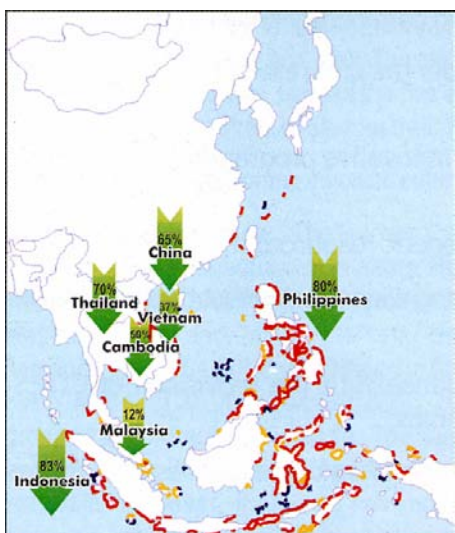 65%
China
70%
Thailand
37%
Vietnam
80%
Philippines
50%
Cambodia
12%
Malaysia
83%
Indonesia